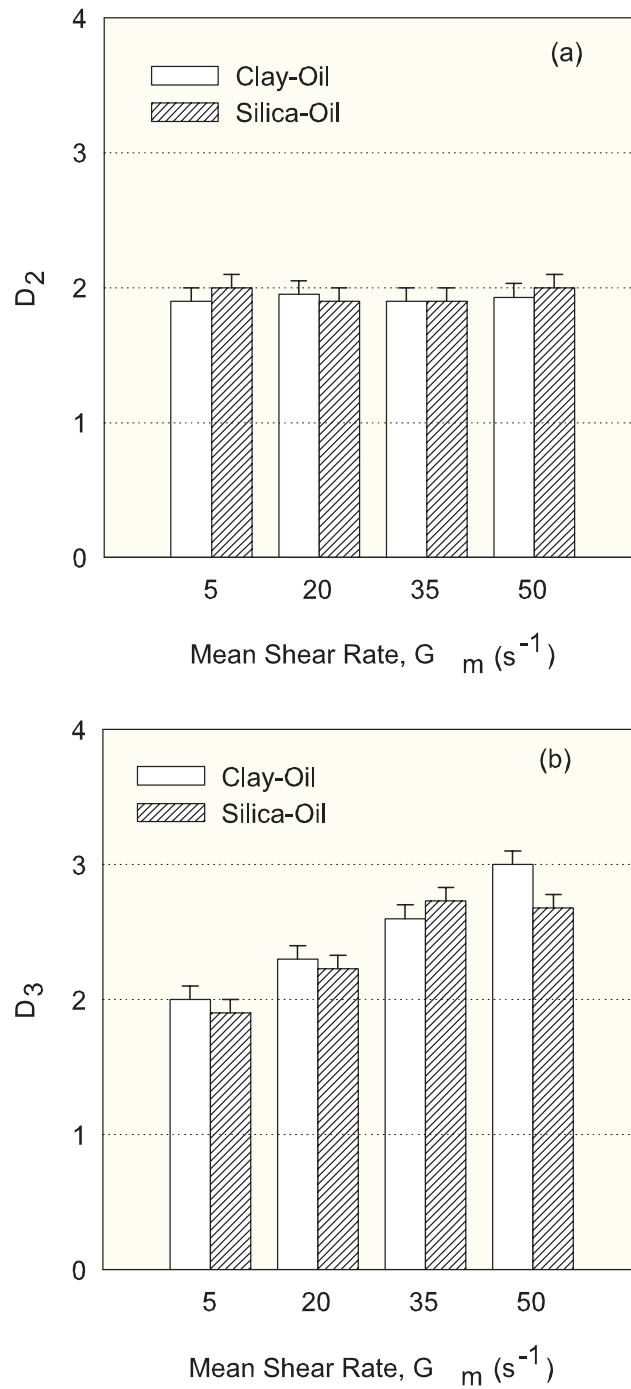 4
(a)
Clay-Oil
Silica-Oil
3
D2
2
1
0
5 20 35 50
Mean Shear Rate, G m (s-1)
4
(b)
Clay-Oil
Silica-Oil
3
D3
2
1
0
5 20 35 50
Mean Shear Rate, G m (s-1)